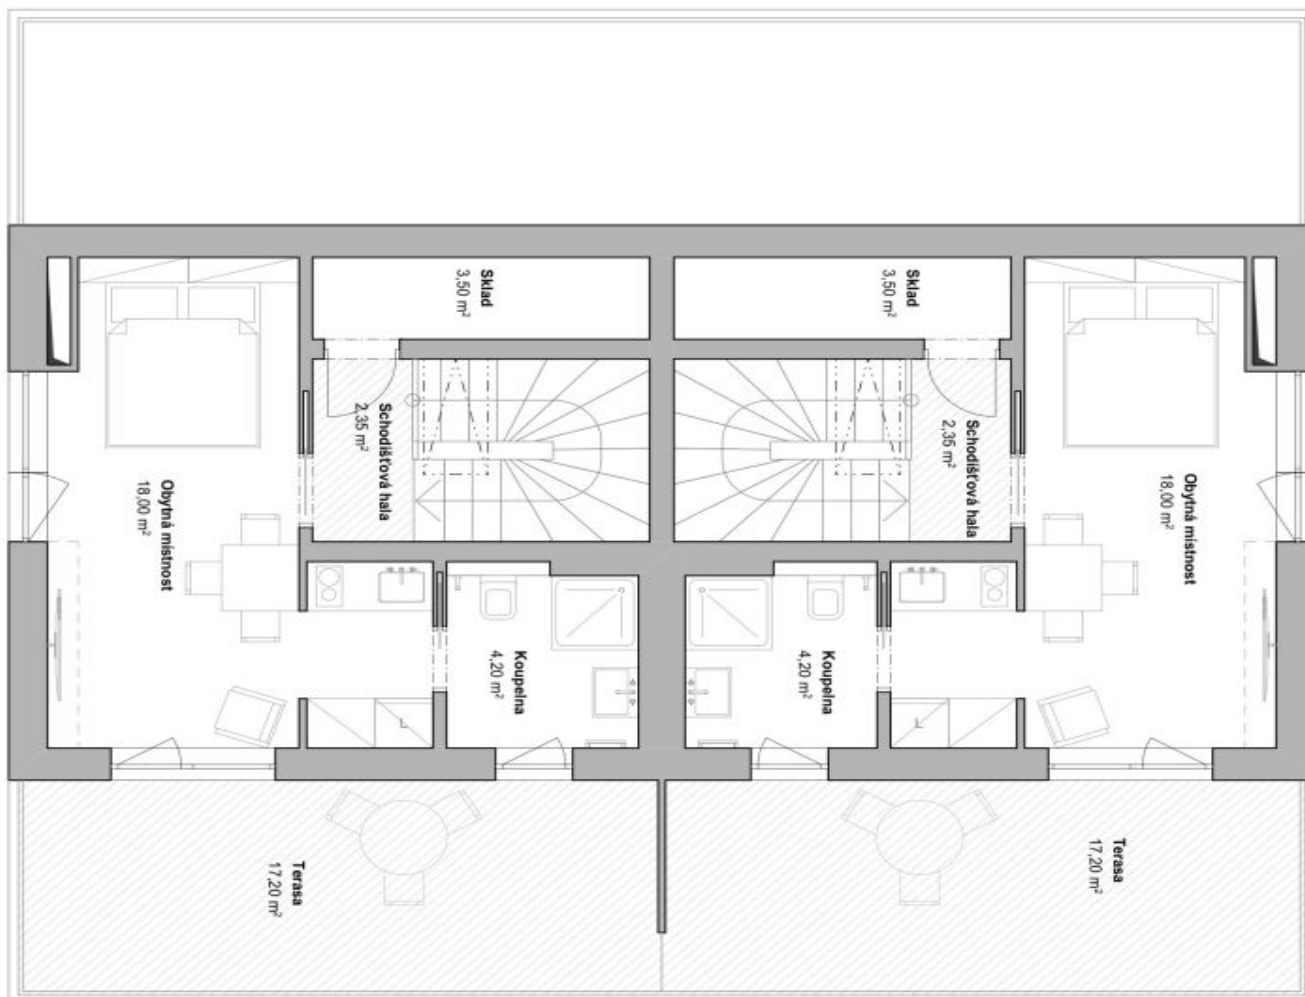 Sklad
3,50 m²
Sklad
3,50 m²
Schodišťová hala
2,35 m²
Schodišťová hala
2,35 m²
Obytná místnost
18,00 m²
Obytná místnost
18,00 m²
Koupelna
4,20 m²
Koupelna
4,20 m²
Terasa
17,20 m²
Terasa
17,20 m²